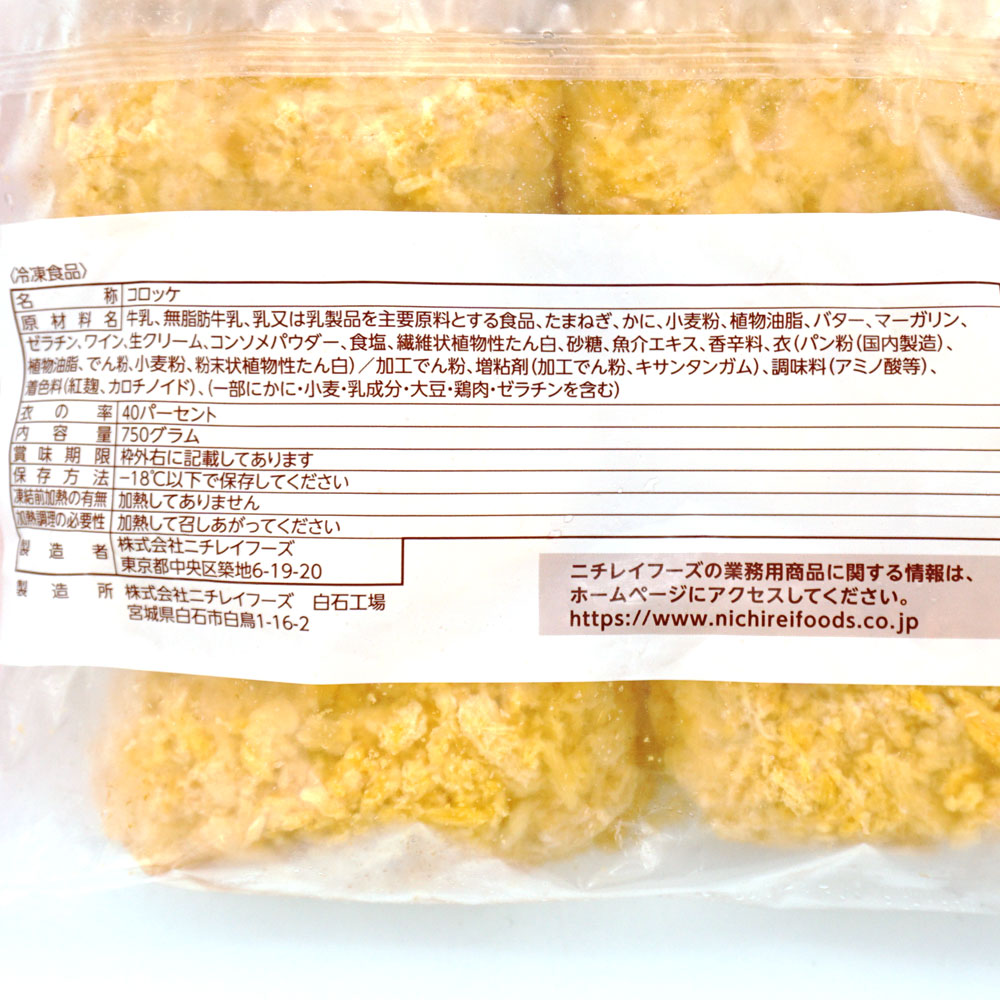 〈冷凍食品〉
名称 コロッケ
原材料名 牛乳、無脂肪牛乳、乳又は乳製品を主要原料とする食品、たまねぎ、かに、小麦粉、植物油脂、バター、マーガリン、
ゼラチン、ワイン、生クリーム、コンソメパウダー、食塩、繊維状植物性たん白、砂糖、魚介エキス、香辛料、衣(パン粉(国内製造)、
植物油脂、でん粉、小麦粉、粉末状植物性たん白)／加工でん粉、増粘剤(加工でん粉、キサンタンガム)、調味料(アミノ酸等)、
着色料(紅麹、カロチノイド)、(一部にかに・小麦・乳成分・大豆・鶏肉・ゼラチンを含む)
衣の率 40パーセント
内容量 750グラム
賞味期限 枠外右に記載してあります
保存方法 −18℃以下で保存してください
凍結前加熱の有無 加熱してありません
加熱調理の必要性 加熱して召しあがってください
製造者 株式会社ニチレイフーズ
東京都中央区築地6-19-20
製造所 株式会社ニチレイフーズ 白石工場
宮城県白石市白鳥1-16-2
ニチレイフーズの業務用商品に関する情報は、
ホームページにアクセスしてください。
https://www.nichireifoods.co.jp